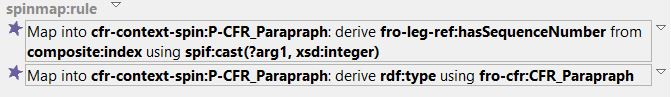 spinmap:rule
Map into cfr-context-spin:P-CFR_Parapraph: derive fro-leg-ref:hasSequenceNumber from
composite:index using spif:cast(?arg1, xsd:integer)
Map into cfr-context-spin:P-CFR_Parapraph: derive rdf:type using fro-cfr:CFR_Parapraph